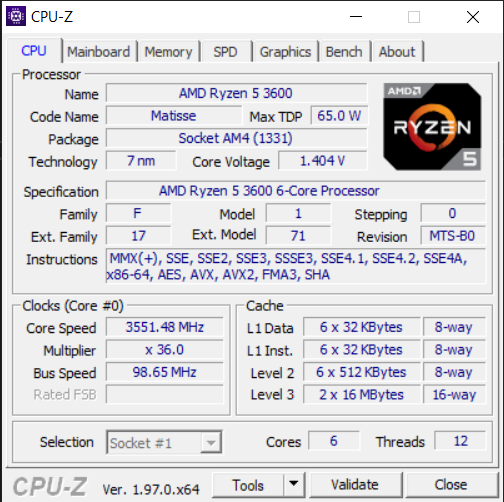 CPU-Z
CPU Mainboard Memory SPD Graphics Bench About
Processor
Name AMD Ryzen 5 3600
Code Name Matisse Max TDP 65.0 W
Package Socket AM4 (1331)
Technology 7 nm Core Voltage 1.404 V
AMD
RYZEN
5
Specification AMD Ryzen 5 3600 6-Core Processor
Family F Model 1 Stepping 0
Ext. Family 17 Ext. Model 71 Revision MTS-B0
Instructions MMX(+), SSE, SSE2, SSE3, SSSE3, SSE4.1, SSE4.2, SSE4A,
x86-64, AES, AVX, AVX2, FMA3, SHA
Clocks (Core #0)
Core Speed 3551.48 MHz
Multiplier x 36.0
Bus Speed 98.65 MHz
Rated FSB
Cache
L1 Data 6 x 32 KBytes 8-way
L1 Inst. 6 x 32 KBytes 8-way
Level 2 6 x 512 KBytes 8-way
Level 3 2 x 16 MBytes 16-way
Selection Socket #1 Cores 6 Threads 12
CPU-Z Ver. 1.97.0.x64 Tools Validate Close